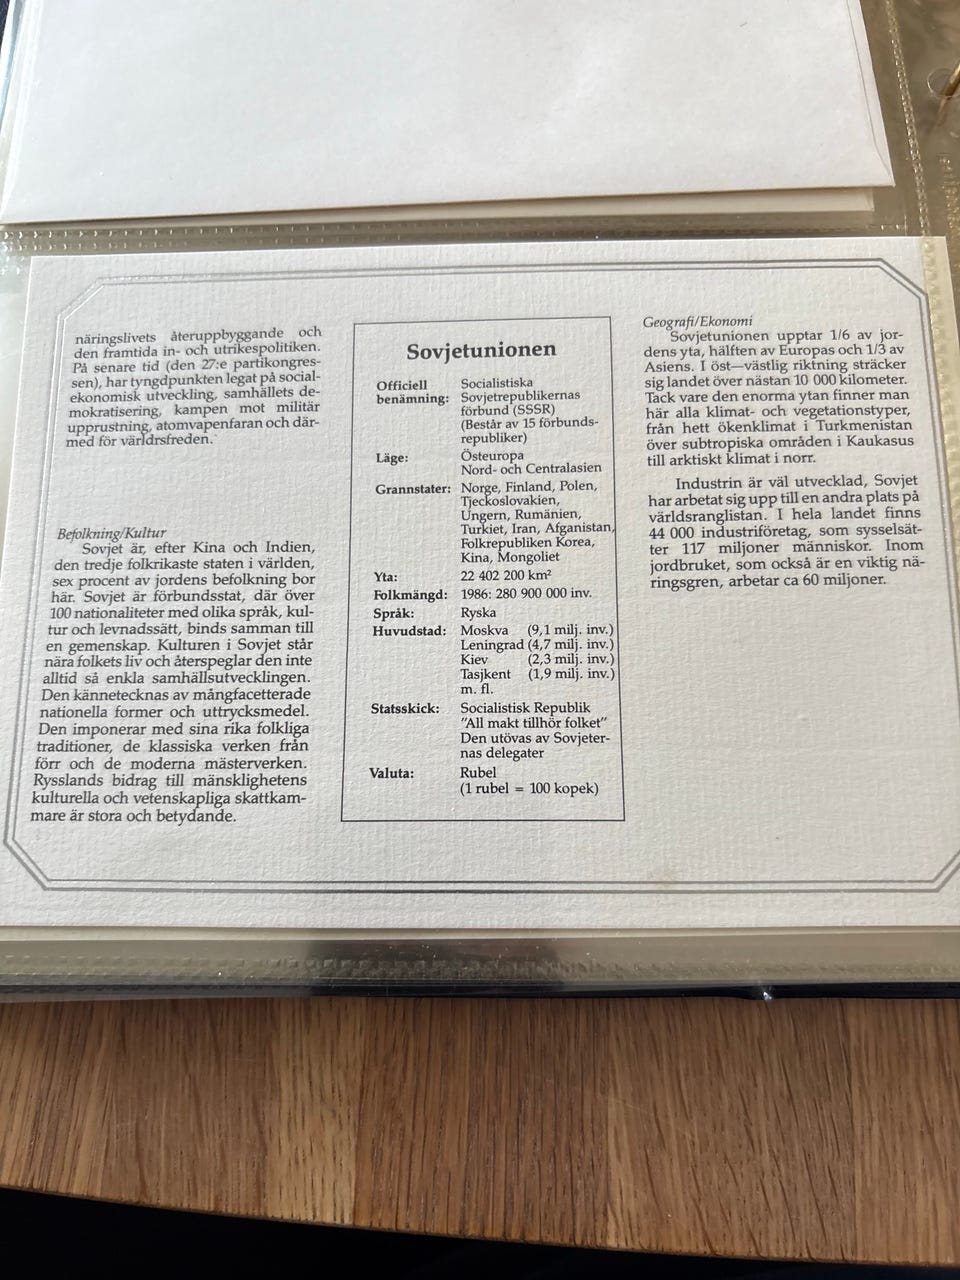 näringslivets återuppbyggande och
den framtida in- och utrikespolitiken.
På senare tid (den 27:e partikongres-
sen), har tyngdpunkten legat på social-
ekonomisk utveckling, samhällets de-
mokratisering, kampen mot militär
upprustning, atomvapenfaran och där-
med för världrsfreden.
Befolkning/Kultur
Sovjet är, efter Kina och Indien,
den tredje folkrikaste staten i världen,
sex procent av jordens befolkning bor
här. Sovjet är förbundsstat, där över
100 nationaliteter med olika språk, kul-
tur och levnadssätt, binds samman till
en gemenskap. Kulturen i Sovjet står
nära folkets liv och återspeglar den inte
alltid så enkla samhällsutvecklingen.
Den kännetecknas av mångfacetterade
nationella former och uttrycksmedel.
Den imponerar med sina rika folkliga
traditioner, de klassiska verken från
förr och de moderna mästerverken.
Rysslands bidrag till mänsklighetens
kulturella och vetenskapliga skattkam-
mare är stora och betydande.
Sovjetunionen
Officiell Socialistiska
benämning: Sovjetrepublikernas
förbund (SSSR)
(Består av 15 förbunds-
republiker)
Läge: Östeuropa
Nord- och Centralasien
Grannstater: Norge, Finland, Polen,
Tjeckoslovakien,
Ungern, Rumänien,
Turkiet, Iran, Afganistan,
Folkrepubliken Korea,
Kina, Mongoliet
Yta: 22 402 200 km²
Folkmängd: 1986: 280 900 000 inv.
Språk: Ryska
Huvudstad: Moskva (9,1 milj. inv.)
Leningrad (4,7 milj. inv.)
Kiev (2,3 milj. inv.)
Tasjkent (1,9 milj. inv.)
m. fl.
Statsskick: Socialistisk Republik
"All makt tillhör folket"
Den utövas av Sovjeter-
nas delegater
Valuta: Rubel
(1 rubel = 100 kopek)
Geografi/Ekonomi
Sovjetunionen upptar 1/6 av jor-
dens yta, hälften av Europas och 1/3 av
Asiens. I öst—västlig riktning sträcker
sig landet över nästan 10 000 kilometer.
Tack vare den enorma ytan finner man
här alla klimat- och vegetationstyper,
från hett ökenklimat i Turkmenistan
över subtropiska områden i Kaukasus
till arktiskt klimat i norr.
Industrin är väl utvecklad, Sovjet
har arbetat sig upp till en andra plats på
världsranglistan. I hela landet finns
44 000 industriföretag, som sysselsät-
ter 117 miljoner människor. Inom
jordbruket, som också är en viktig nä-
ringsgren, arbetar ca 60 miljoner.